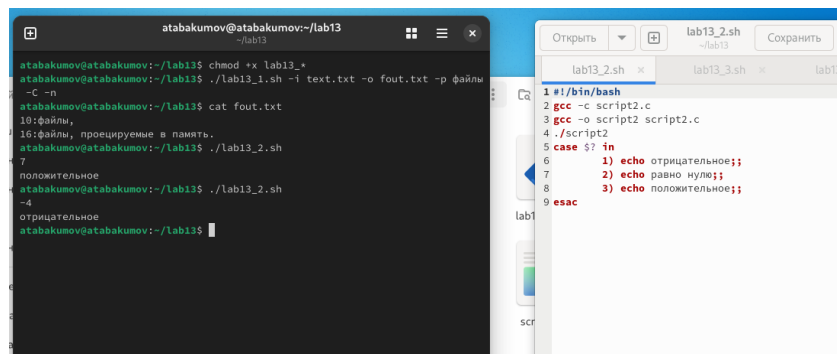 atabakumov@atabakumov:~/lab13
~/lab13
atabakumov@atabakumov:~/lab13$ chmod +x lab13_*
atabakumov@atabakumov:~/lab13$ ./lab13_1.sh -i text.txt -o fout.txt -p файлы
-C -n
atabakumov@atabakumov:~/lab13$ cat fout.txt
10:файлы,
16:файлы, проецируемые в память.
atabakumov@atabakumov:~/lab13$ ./lab13_2.sh
7
положительное
atabakumov@atabakumov:~/lab13$ ./lab13_2.sh
-4
отрицательное
atabakumov@atabakumov:~/lab13$
Открыть
lab13_2.sh
~/lab13
Сохранить
lab13_2.sh
lab13_3.sh
1 #!/bin/bash
2 gcc -c script2.c
3 gcc -o script2 script2.c
4 ./script2
5 case $? in
6 1) echo отрицательное;;
7 2) echo равно нулю;;
8 3) echo положительное;;
9 esac